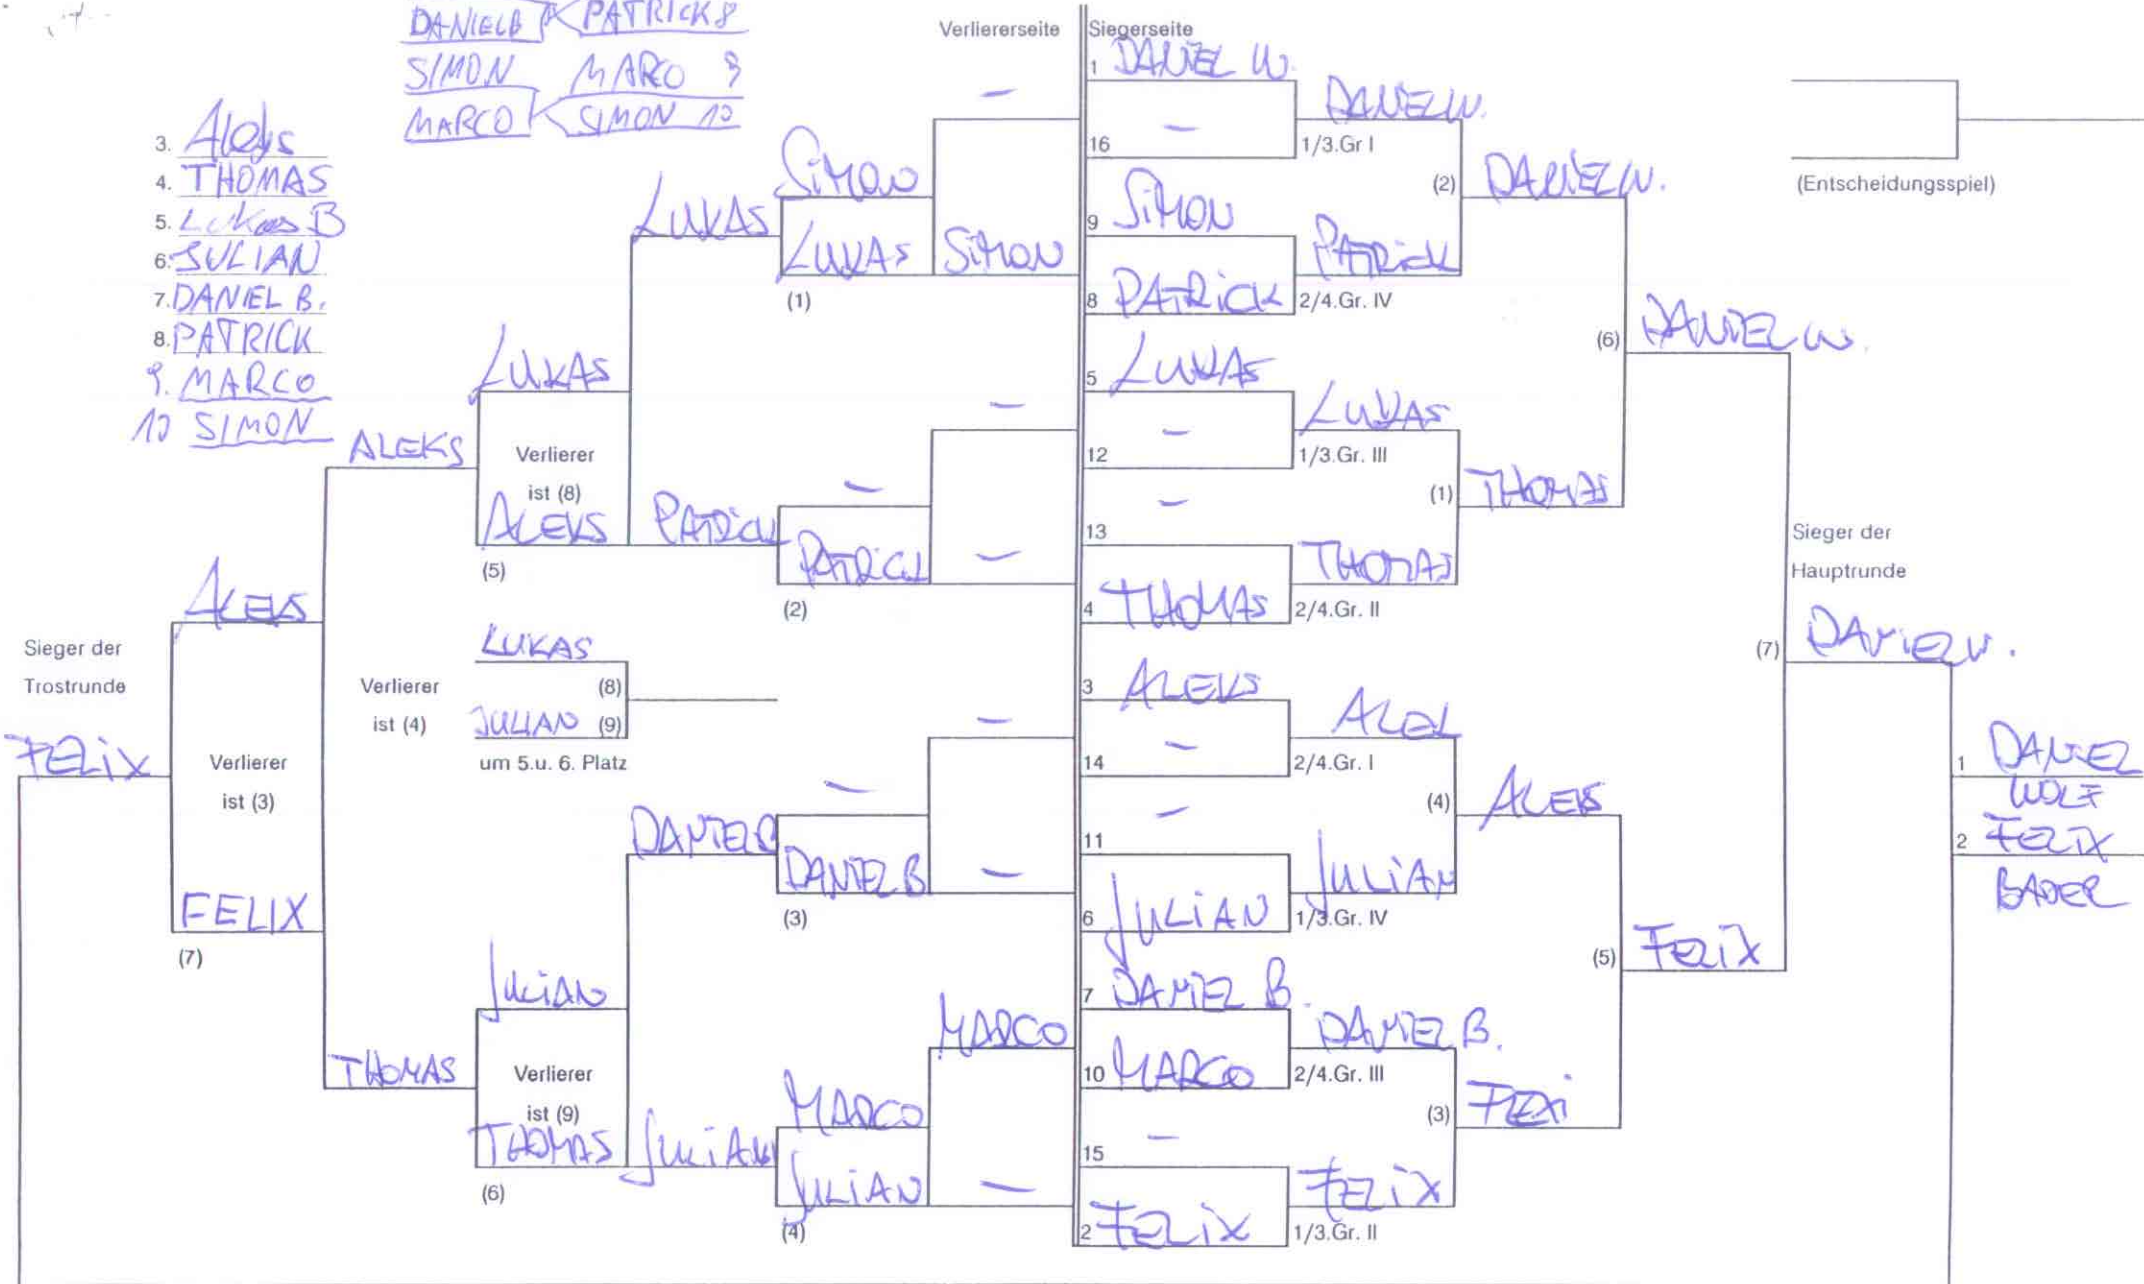 DANIEL B PATRICK 8
SIMON MARCO 9
MARCO SIMON 10
3. Aleks
4. THOMAS
5. Lukas B
6. JULIAN
7. DANIEL B.
8. PATRICK
9. MARCO
10 SIMON
Verliererseite
Siegerseite
1 DANIEL W.
–
16
DANIEL W.
1/3.Gr I
9 SIMON
8 PATRICK
PATRICK
2/4.Gr. IV
(2) DANIEL W.
5 LUKAS
–
12
LUKAS
1/3.Gr. III
–
13
4 THOMAS
THOMAS
2/4.Gr. II
(1) THOMAS
(6) DANIEL W.
3 ALEKS
–
14
ALEK
2/4.Gr. I
–
11
6 JULIAN
JULIAN
1/3.Gr. IV
(4) ALEKS
7 DANIEL B.
10 MARCO
DANIEL B.
2/4.Gr. III
–
15
2 FELIX
FELIX
1/3.Gr. II
(3)
(5) FELIX
(7) DANIEL W.
Sieger der
Hauptrunde
(Entscheidungsspiel)
1 DANIEL
WOLF
2 FELIX
BADER
–
SIMON
SIMON
LUKAS
(1)
LUKAS
–
–
–
PATRICK
(2)
PATRICK
LUKAS
Verlierer
ist (8)
ALEKS
(5)
ALEKS
LUKAS
(8)
JULIAN (9)
um 5.u. 6. Platz
–
–
–
DANIEL B
(3)
DANIEL B
MARCO
–
MARCO
JULIAN
(4)
JULIAN
JULIAN
Verlierer
ist (9)
THOMAS
(6)
THOMAS
Verlierer
ist (4)
ALEKS
Verlierer
ist (3)
FELIX
(7)
Sieger der
Trostrunde
FELIX